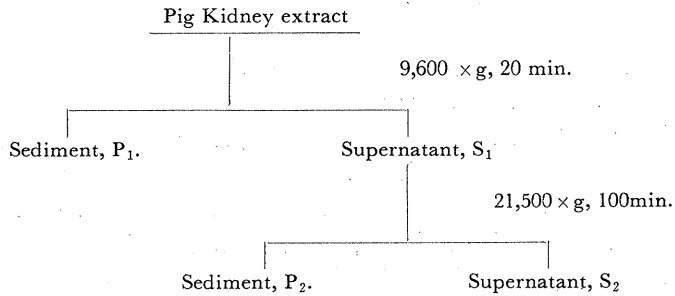 Pig Kidney extract
9,600 × g, 20 min.
Sediment, P₁.
Supernatant, S₁
21,500 × g, 100min.
Sediment, P₂.
Supernatant, S₂